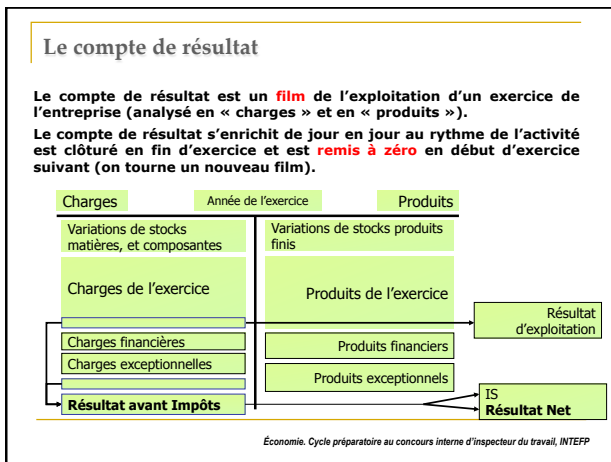 Le compte de résultat
Le compte de résultat est un film de l'exploitation d'un exercice de
l'entreprise (analysé en « charges » et en « produits »).
Le compte de résultat s'enrichit de jour en jour au rythme de l'activité
est clôturé en fin d'exercice et est remis à zéro en début d'exercice
suivant (on tourne un nouveau film).
Charges
Année de l'exercice
Produits
Variations de stocks
matières, et composantes
Variations de stocks produits
finis
Charges de l'exercice
Produits de l'exercice
Résultat
d'exploitation
Charges financières
Produits financiers
Charges exceptionnelles
Produits exceptionnels
Résultat avant Impôts
IS
Résultat Net
Économie. Cycle préparatoire au concours interne d'inspecteur du travail, INTEFP